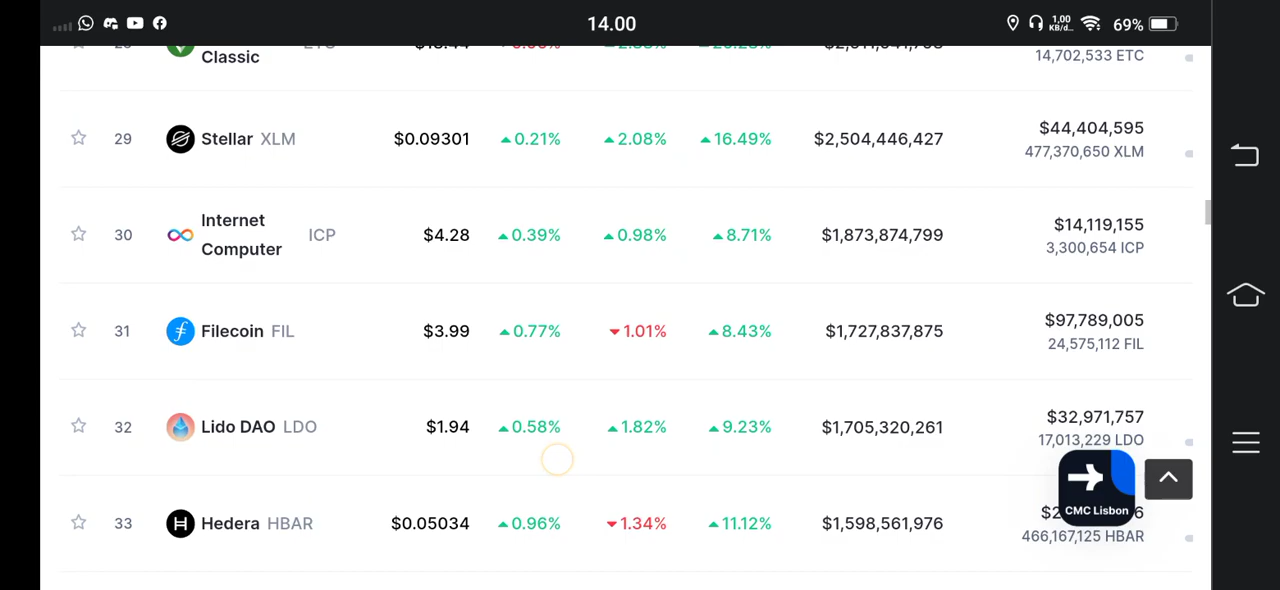 14.00
1,00
KB/d...
69%
Classic
14,702,533 ETC
29 Stellar XLM $0.09301 0.21% 2.08% 16.49% $2,504,446,427 $44,404,595
477,370,650 XLM
Internet
30 Computer ICP $4.28 0.39% 0.98% 8.71% $1,873,874,799 $14,119,155
3,300,654 ICP
31 Filecoin FIL $3.99 0.77% 1.01% 8.43% $1,727,837,875 $97,789,005
24,575,112 FIL
32 Lido DAO LDO $1.94 0.58% 1.82% 9.23% $1,705,320,261 $32,971,757
17,013,229 LDO
33 Hedera HBAR $0.05034 0.96% 1.34% 11.12% $1,598,561,976
466,167,125 HBAR
CMC Lisbon